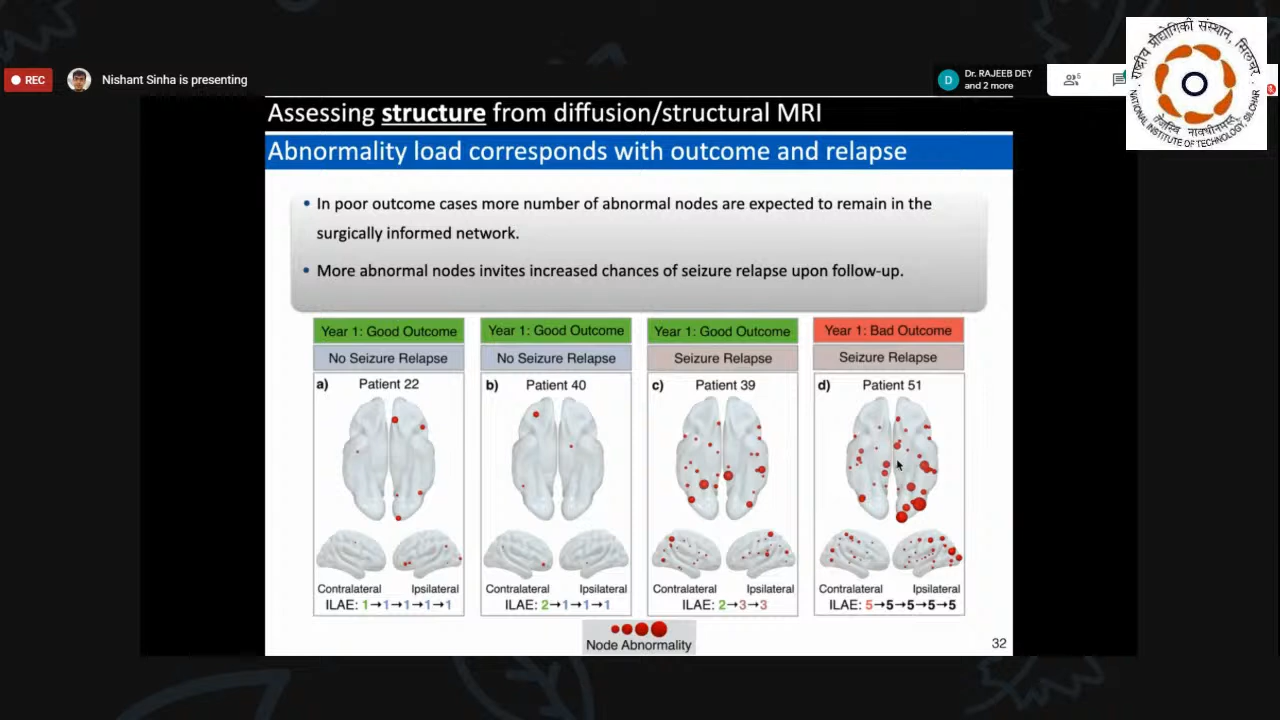 REC
Nishant Sinha is presenting
D
Dr. RAJEEB DEY
and 2 more
6
राष्ट्रीय प्रौद्योगिकी संस्थान, सिलचर
NATIONAL INSTITUTE OF TECHNOLOGY, SILCHAR
Assessing structure from diffusion/structural MRI
Abnormality load corresponds with outcome and relapse
• In poor outcome cases more number of abnormal nodes are expected to remain in the
surgically informed network.
• More abnormal nodes invites increased chances of seizure relapse upon follow-up.
Year 1: Good Outcome
Year 1: Good Outcome
Year 1: Good Outcome
Year 1: Bad Outcome
No Seizure Relapse
No Seizure Relapse
Seizure Relapse
Seizure Relapse
a) Patient 22
b) Patient 40
c) Patient 39
d) Patient 51
Contralateral Ipsilateral
Contralateral Ipsilateral
Contralateral Ipsilateral
Contralateral Ipsilateral
ILAE: 1→1→1→1→1
ILAE: 2→1→1→1
ILAE: 2→3→3
ILAE: 5→5→5→5→5
Node Abnormality
32